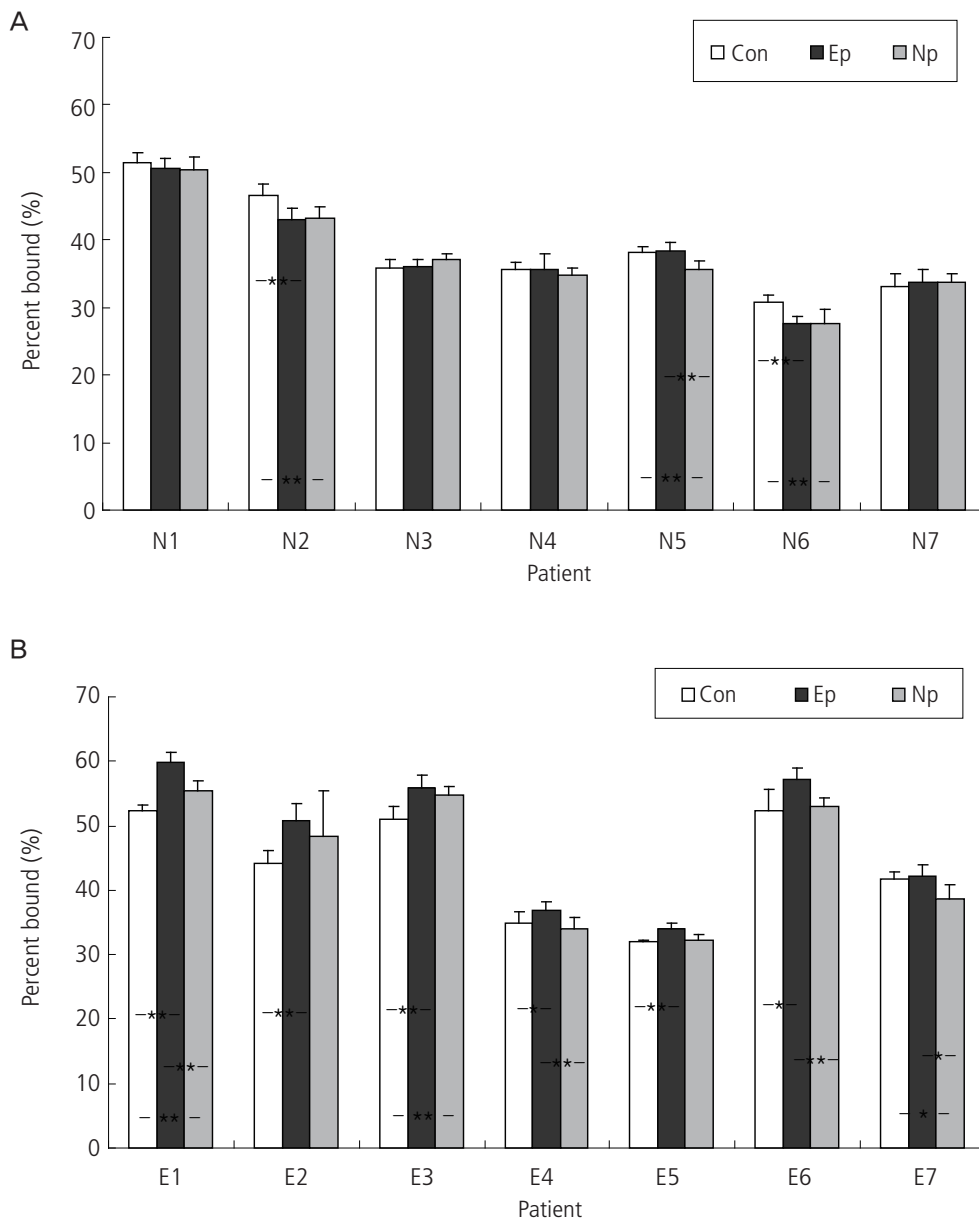 A
70
60
50
40
30
20
10
0
Percent bound (%)
Con Ep Np
–**–
– ** –
–**–
– ** –
–**–
– ** –
N1 N2 N3 N4 N5 N6 N7
Patient
B
70
60
50
40
30
20
10
0
Percent bound (%)
Con Ep Np
–**–
–**–
– ** –
–**–
–**–
– ** –
–*–
–**–
–**–
–*–
–**–
–*–
– * –
E1 E2 E3 E4 E5 E6 E7
Patient